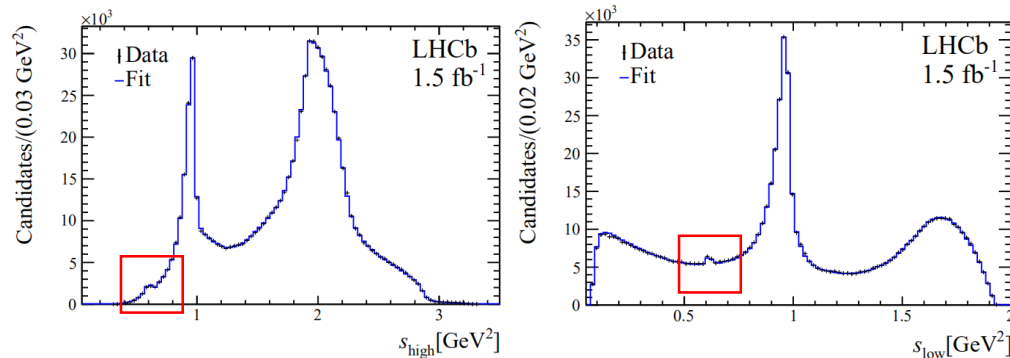 ×10³
Candidates/(0.03 GeV²)
30
25
20
15
10
5
0
Data
Fit
LHCb
1.5 fb⁻¹
1
2
3
s_high[GeV²]
×10³
Candidates/(0.02 GeV²)
35
30
25
20
15
10
5
0
Data
Fit
LHCb
1.5 fb⁻¹
0.5
1
1.5
2
s_low[GeV²]